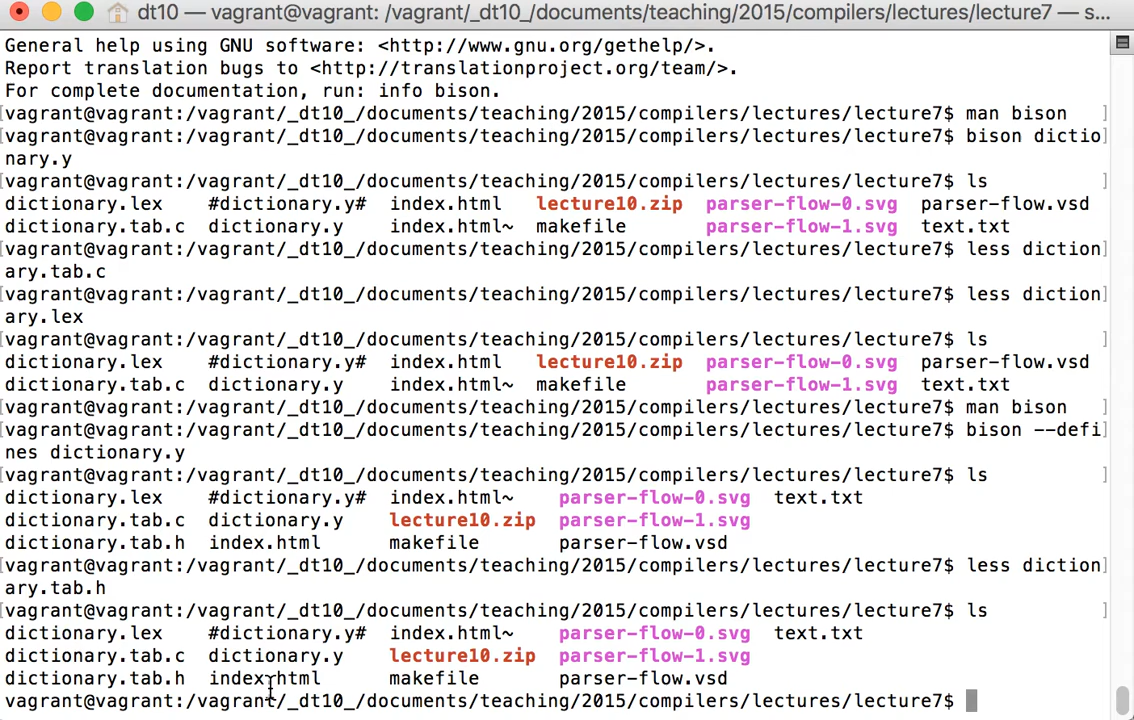 dt10 — vagrant@vagrant: /vagrant/_dt10_/documents/teaching/2015/compilers/lectures/lecture7 — s...
General help using GNU software: <http://www.gnu.org/gethelp/>.
Report translation bugs to <http://translationproject.org/team/>.
For complete documentation, run: info bison.
[vagrant@vagrant:/vagrant/_dt10_/documents/teaching/2015/compilers/lectures/lecture7$ man bison ]
[vagrant@vagrant:/vagrant/_dt10_/documents/teaching/2015/compilers/lectures/lecture7$ bison dictio]
nary.y
[vagrant@vagrant:/vagrant/_dt10_/documents/teaching/2015/compilers/lectures/lecture7$ ls ]
dictionary.lex #dictionary.y# index.html lecture10.zip parser-flow-0.svg parser-flow.vsd
dictionary.tab.c dictionary.y index.html~ makefile parser-flow-1.svg text.txt
[vagrant@vagrant:/vagrant/_dt10_/documents/teaching/2015/compilers/lectures/lecture7$ less diction]
ary.tab.c
[vagrant@vagrant:/vagrant/_dt10_/documents/teaching/2015/compilers/lectures/lecture7$ less diction]
ary.lex
[vagrant@vagrant:/vagrant/_dt10_/documents/teaching/2015/compilers/lectures/lecture7$ ls ]
dictionary.lex #dictionary.y# index.html lecture10.zip parser-flow-0.svg parser-flow.vsd
dictionary.tab.c dictionary.y index.html~ makefile parser-flow-1.svg text.txt
[vagrant@vagrant:/vagrant/_dt10_/documents/teaching/2015/compilers/lectures/lecture7$ man bison ]
[vagrant@vagrant:/vagrant/_dt10_/documents/teaching/2015/compilers/lectures/lecture7$ bison --defi]
nes dictionary.y
[vagrant@vagrant:/vagrant/_dt10_/documents/teaching/2015/compilers/lectures/lecture7$ ls ]
dictionary.lex #dictionary.y# index.html~ parser-flow-0.svg text.txt
dictionary.tab.c dictionary.y lecture10.zip parser-flow-1.svg
dictionary.tab.h index.html makefile parser-flow.vsd
[vagrant@vagrant:/vagrant/_dt10_/documents/teaching/2015/compilers/lectures/lecture7$ less diction]
ary.tab.h
[vagrant@vagrant:/vagrant/_dt10_/documents/teaching/2015/compilers/lectures/lecture7$ ls ]
dictionary.lex #dictionary.y# index.html~ parser-flow-0.svg text.txt
dictionary.tab.c dictionary.y lecture10.zip parser-flow-1.svg
dictionary.tab.h index.html makefile parser-flow.vsd
vagrant@vagrant:/vagrant/_dt10_/documents/teaching/2015/compilers/lectures/lecture7$